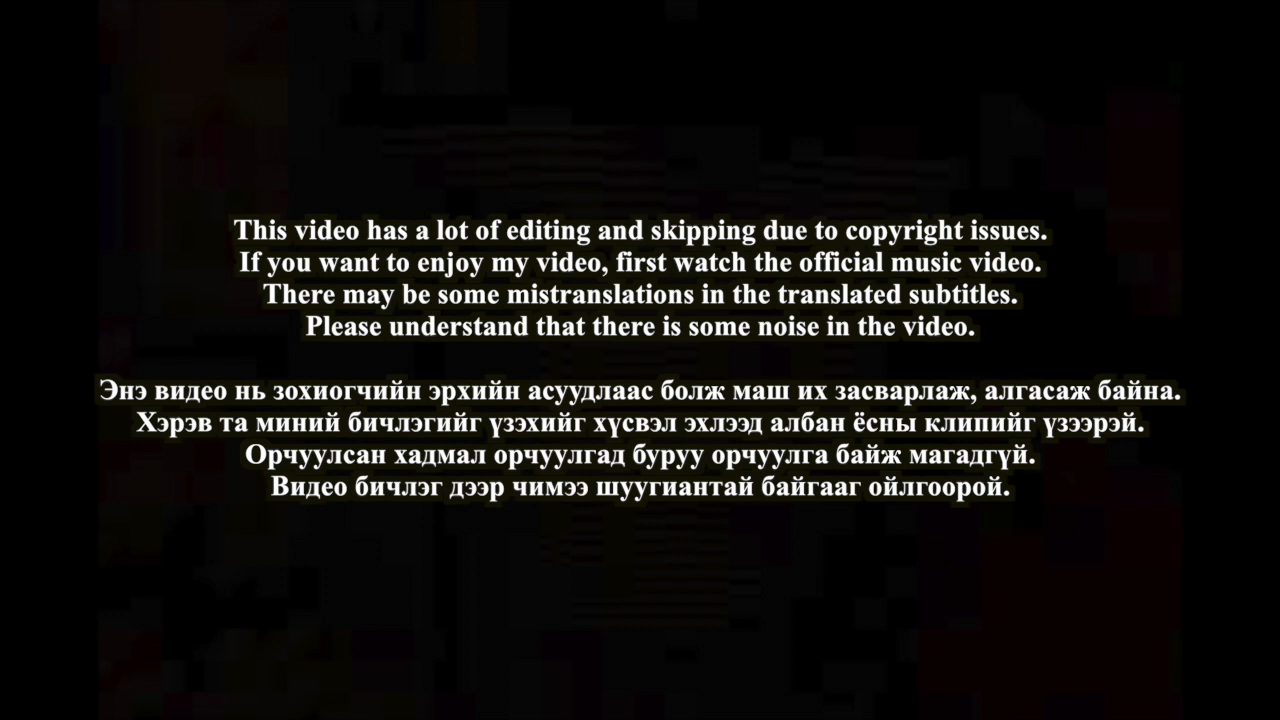 This video has a lot of editing and skipping due to copyright issues.
If you want to enjoy my video, first watch the official music video.
There may be some mistranslations in the translated subtitles.
Please understand that there is some noise in the video.
Энэ видео нь зохиогчийн эрхийн асуудлаас болж маш их засварлаж, алгасаж байна.
Хэрэв та миний бичлэгийг үзэхийг хүсвэл эхлээд албан ёсны клипийг үзээрэй.
Орчуулсан хадмал орчуулгад буруу орчуулга байж магадгүй.
Видео бичлэг дээр чимээ шуугиантай байгааг ойлгоорой.